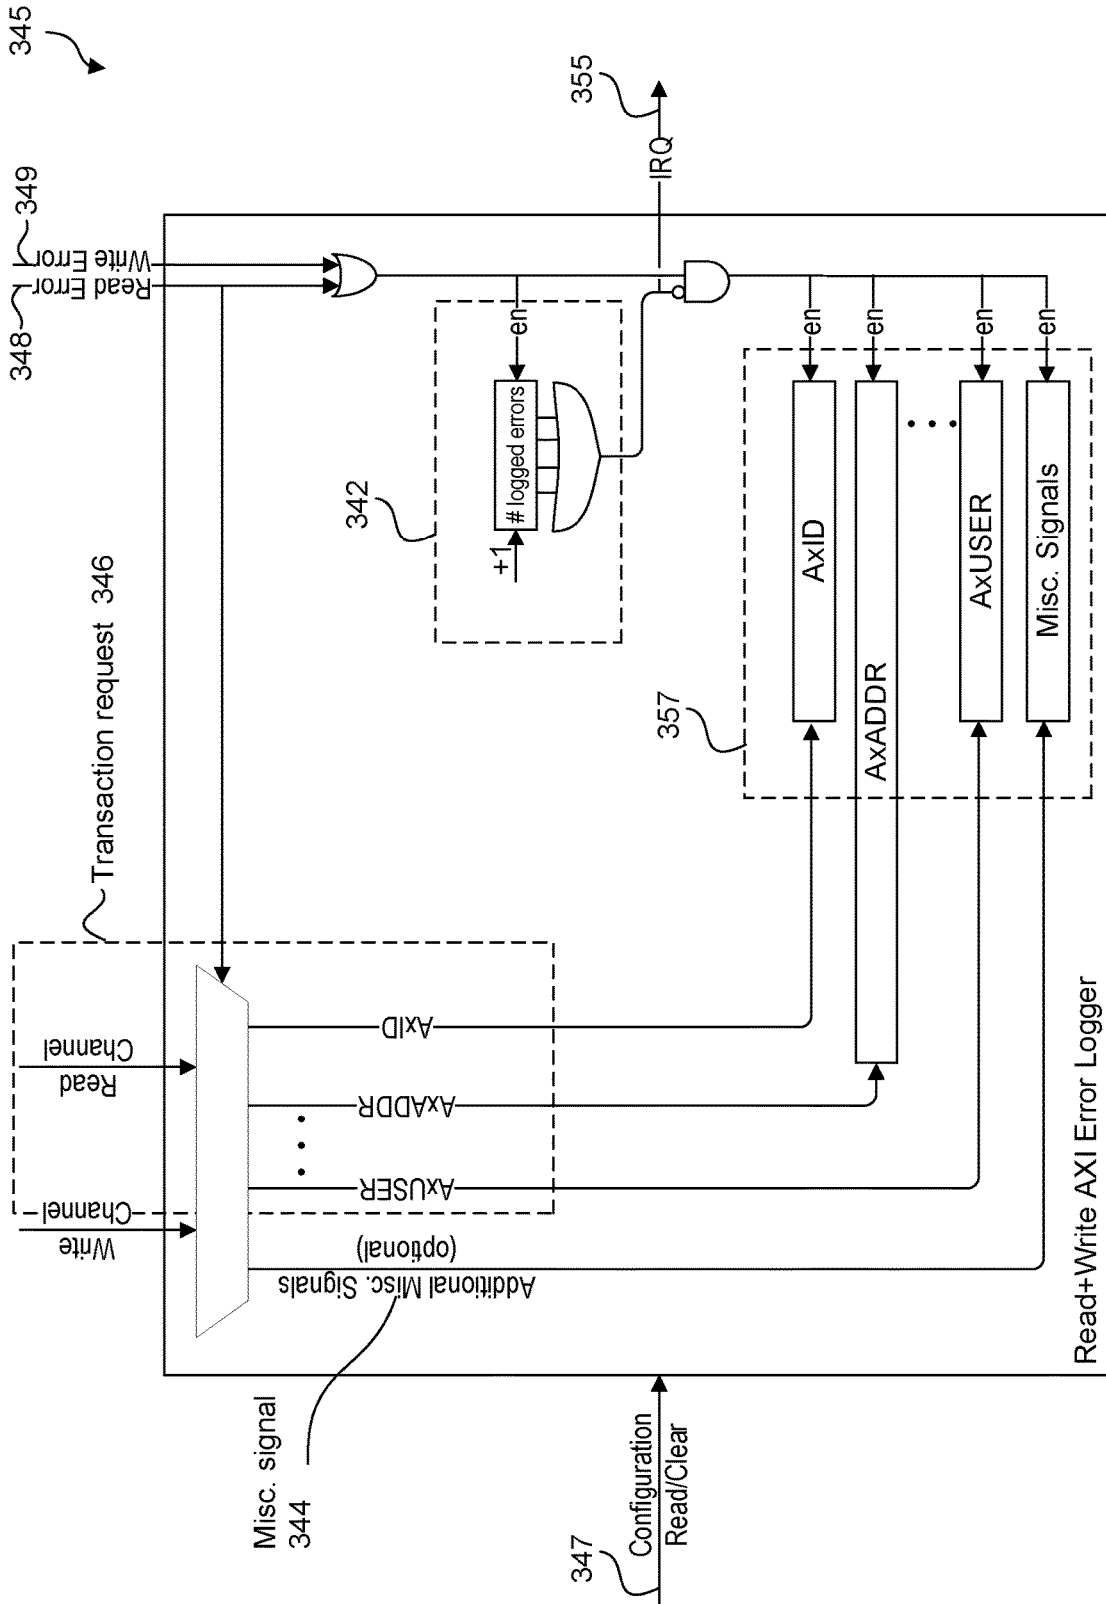 345
349
348
Write Error
Read Error
355
IRQ
en
342
# logged errors
+1
Transaction request 346
Read
Channel
Write
Channel
AxID
AxADDR
AxUSER
Additional Misc. Signals
(optional)
357
en
en
en
en
AxID
AxADDR
AxUSER
Misc. Signals
Misc. signal
344
347
Configuration
Read/Clear
Read+Write AXI Error Logger